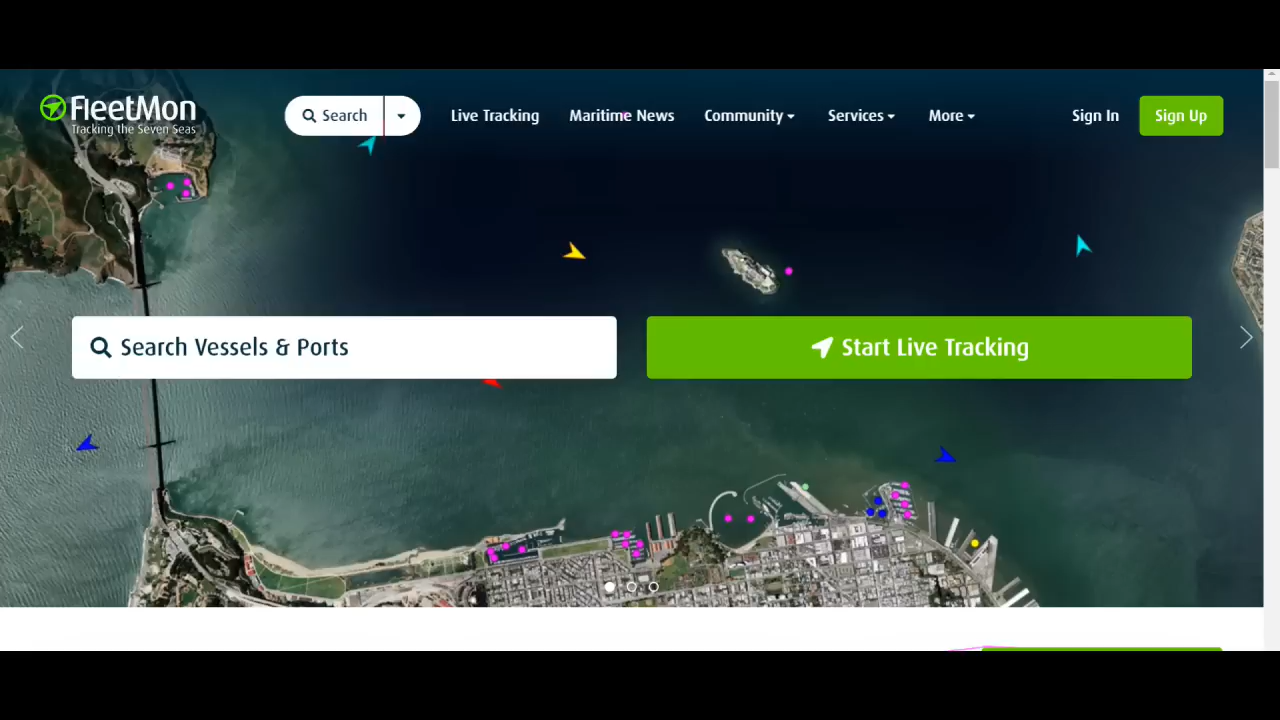 FleetMon
Tracking the Seven Seas
Search
Live Tracking
Maritime News
Community
Services
More
Sign In
Sign Up
Search Vessels & Ports
Start Live Tracking